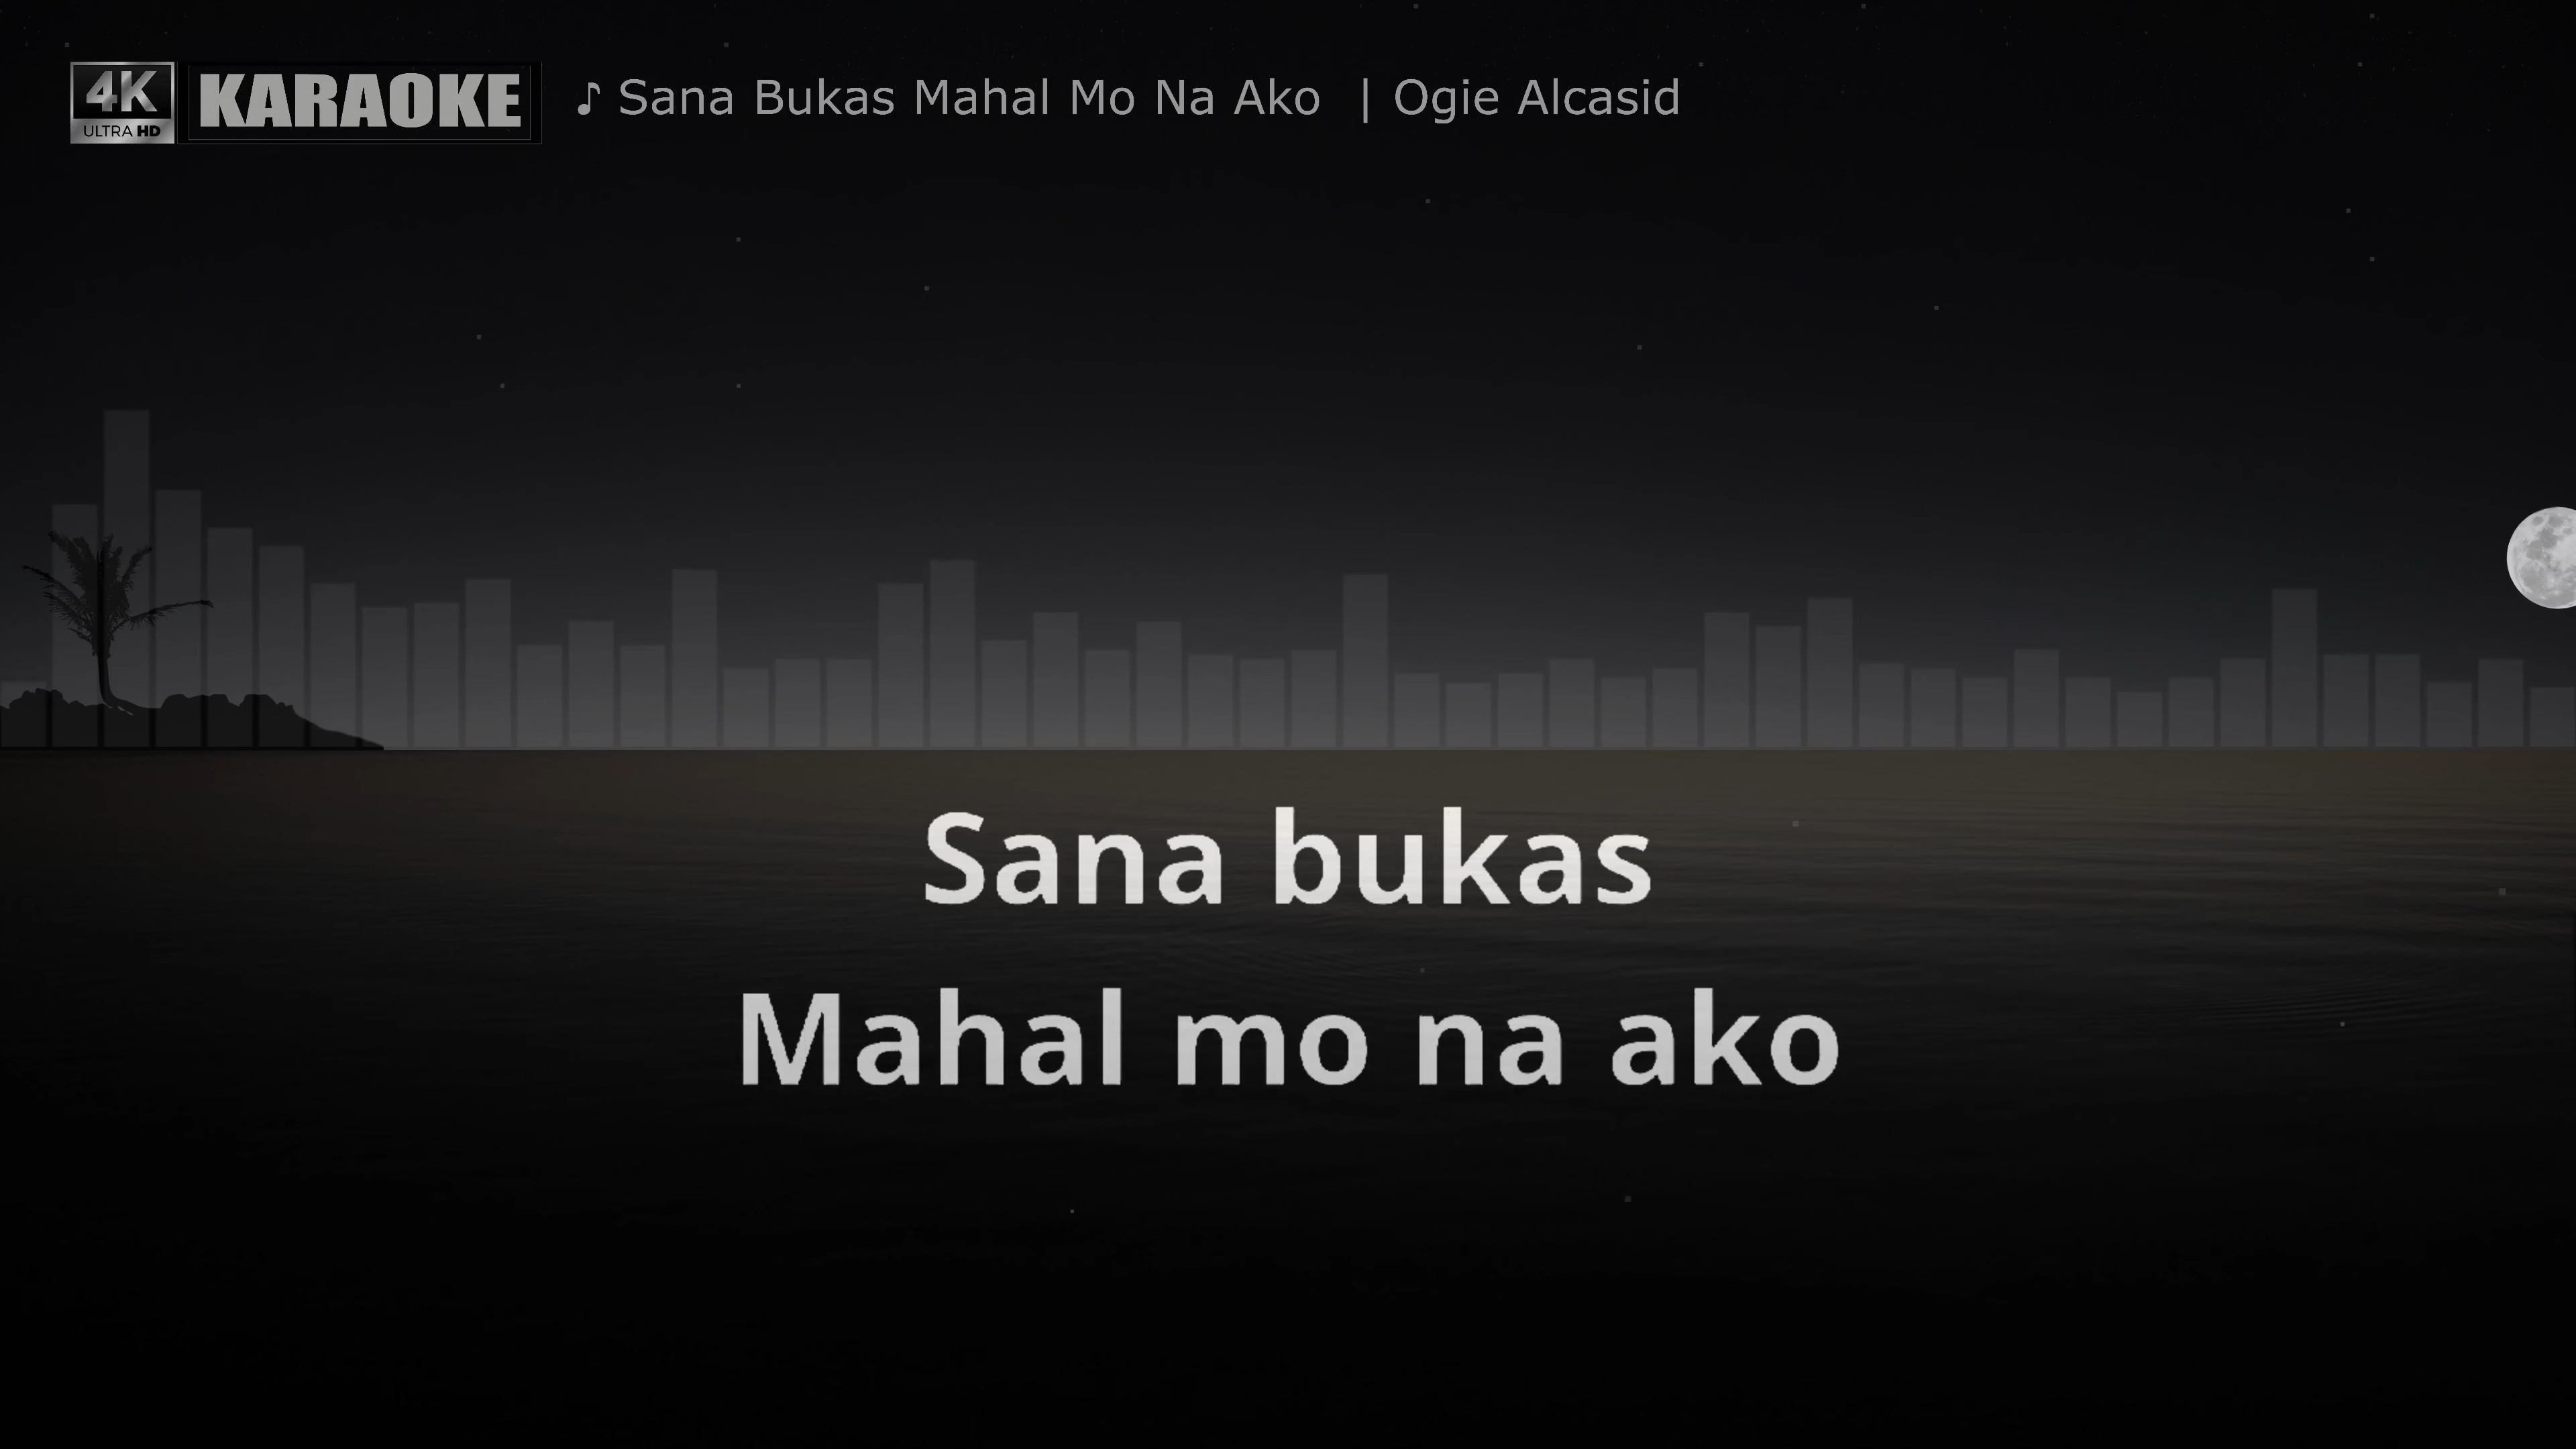 4K ULTRA HD KARAOKE ♪ Sana Bukas Mahal Mo Na Ako | Ogie Alcasid
Sana bukas
Mahal mo na ako